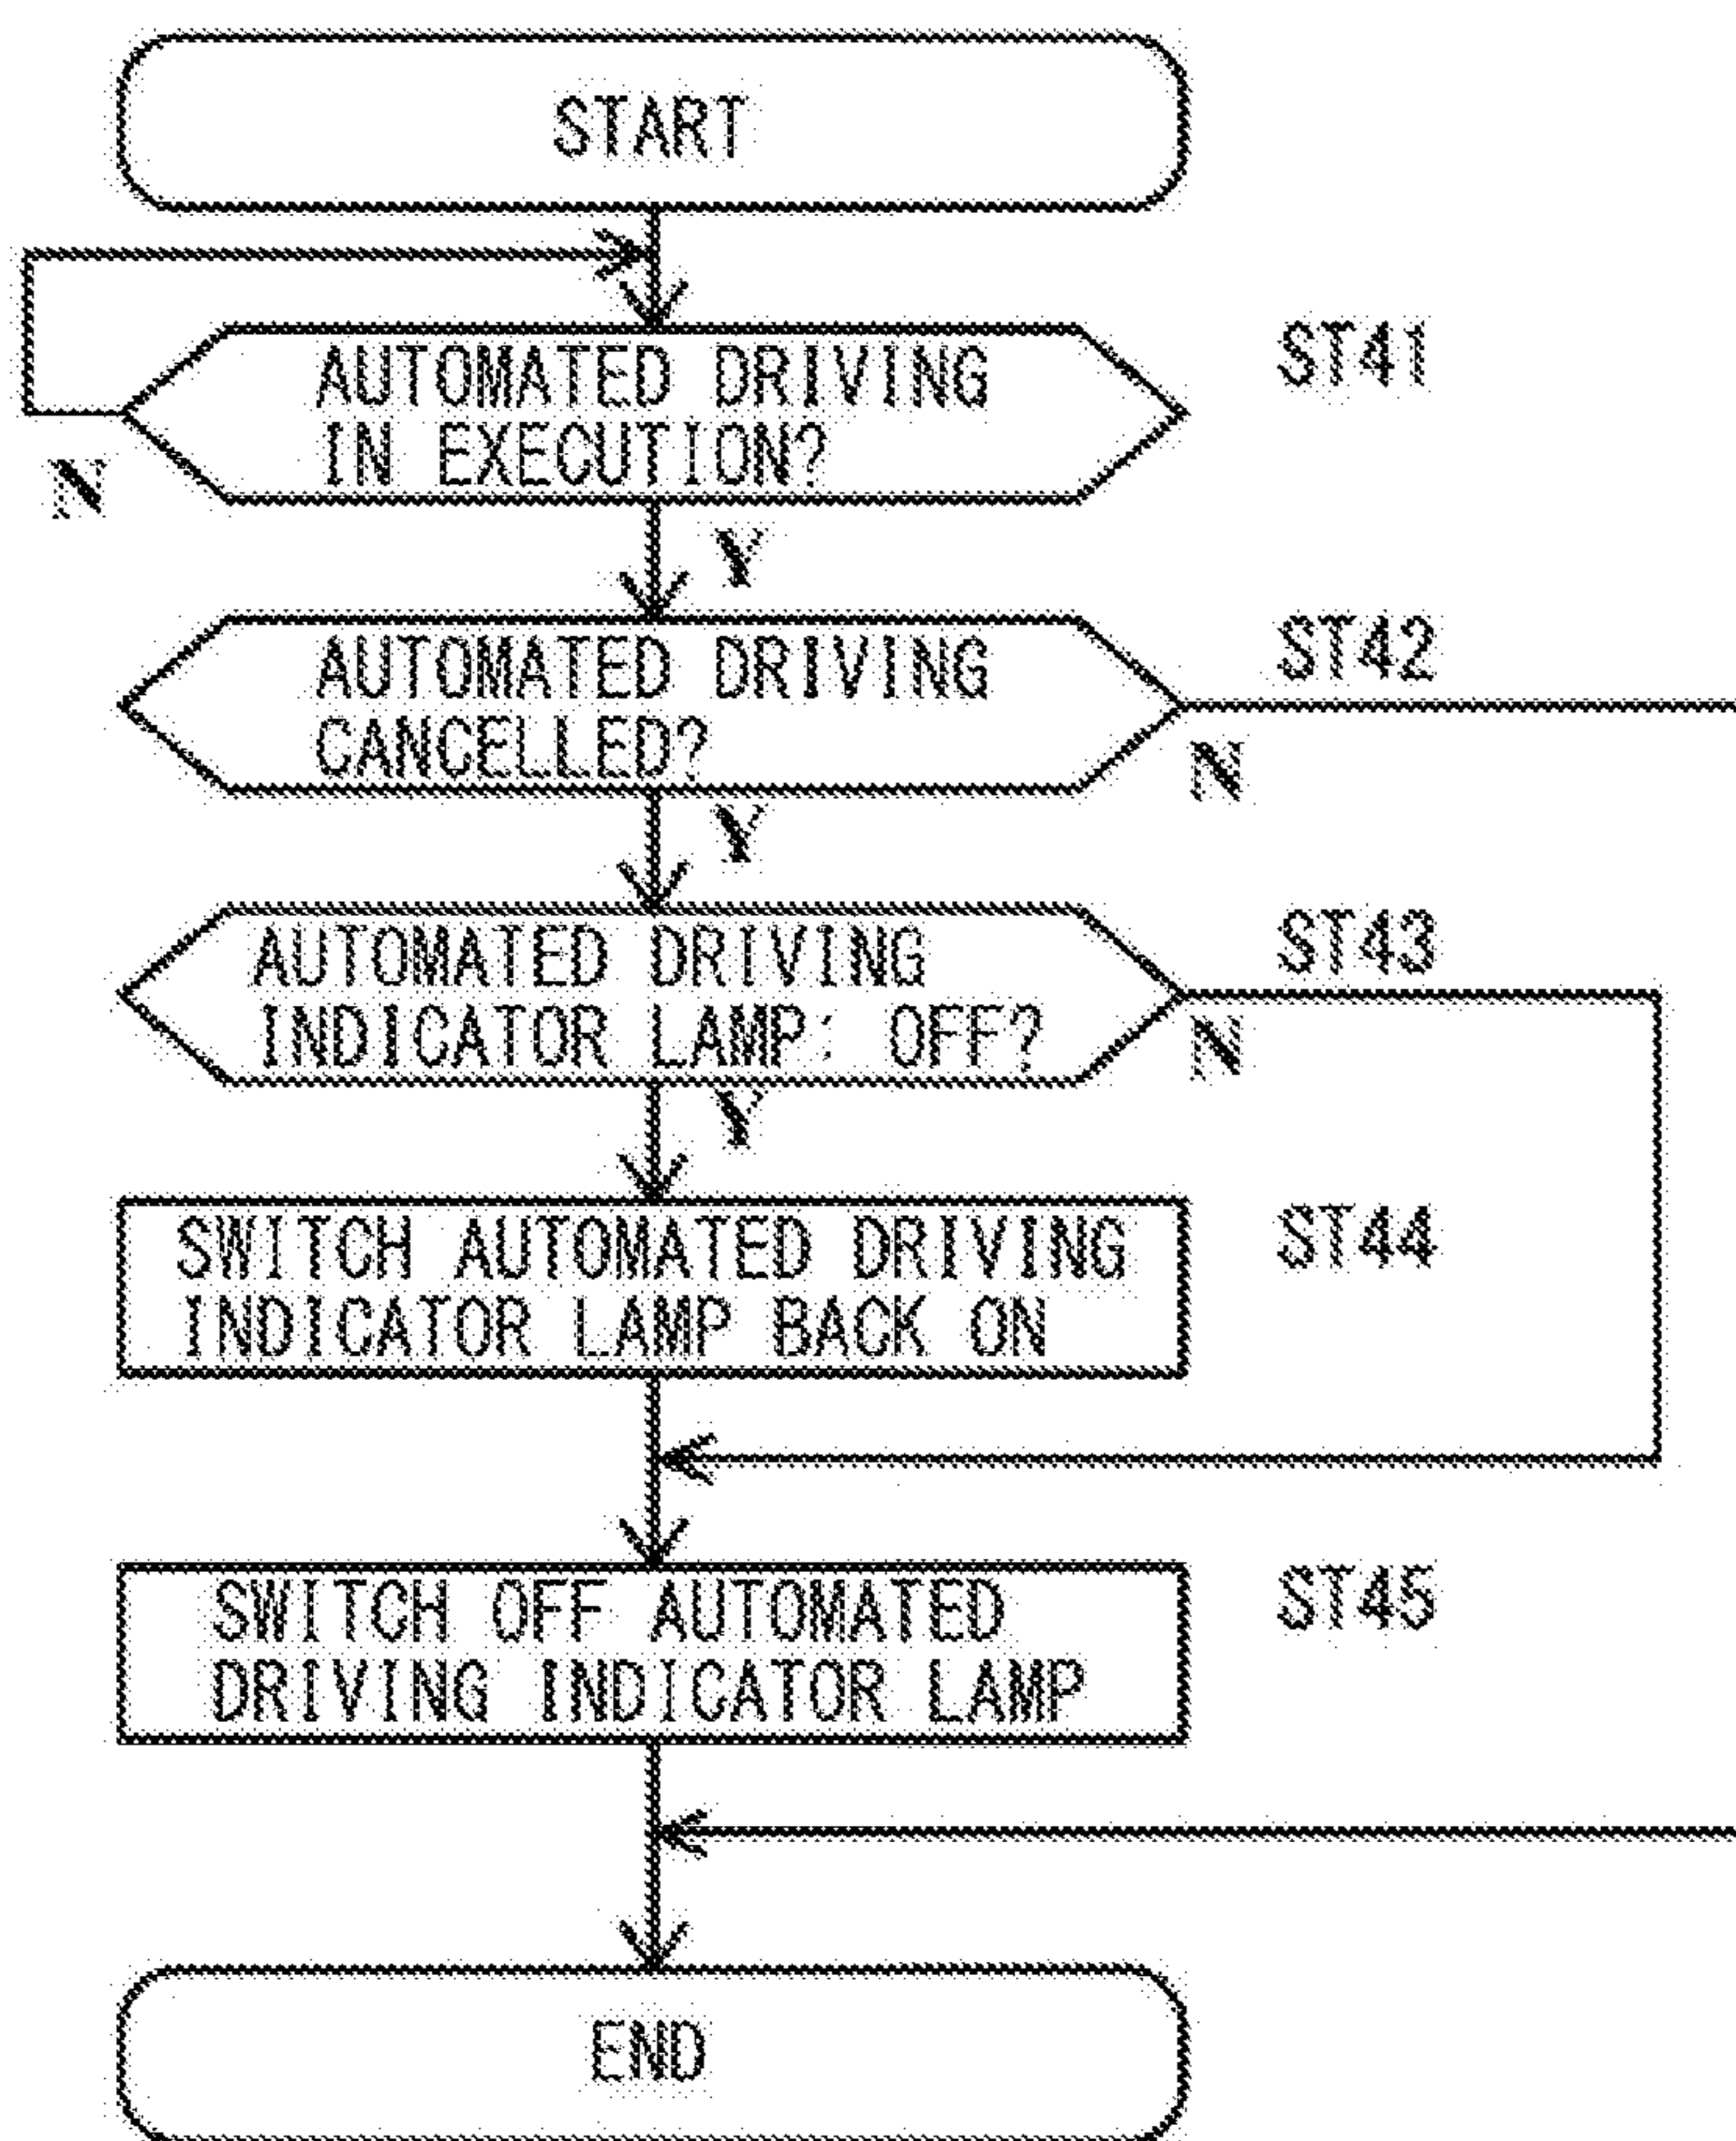 START
AUTOMATED DRIVING
IN EXECUTION?
ST41
N
Y
AUTOMATED DRIVING
CANCELLED?
ST42
N
Y
AUTOMATED DRIVING
INDICATOR LAMP: OFF?
ST43
N
Y
SWITCH AUTOMATED DRIVING
INDICATOR LAMP BACK ON
ST44
SWITCH OFF AUTOMATED
DRIVING INDICATOR LAMP
ST45
END